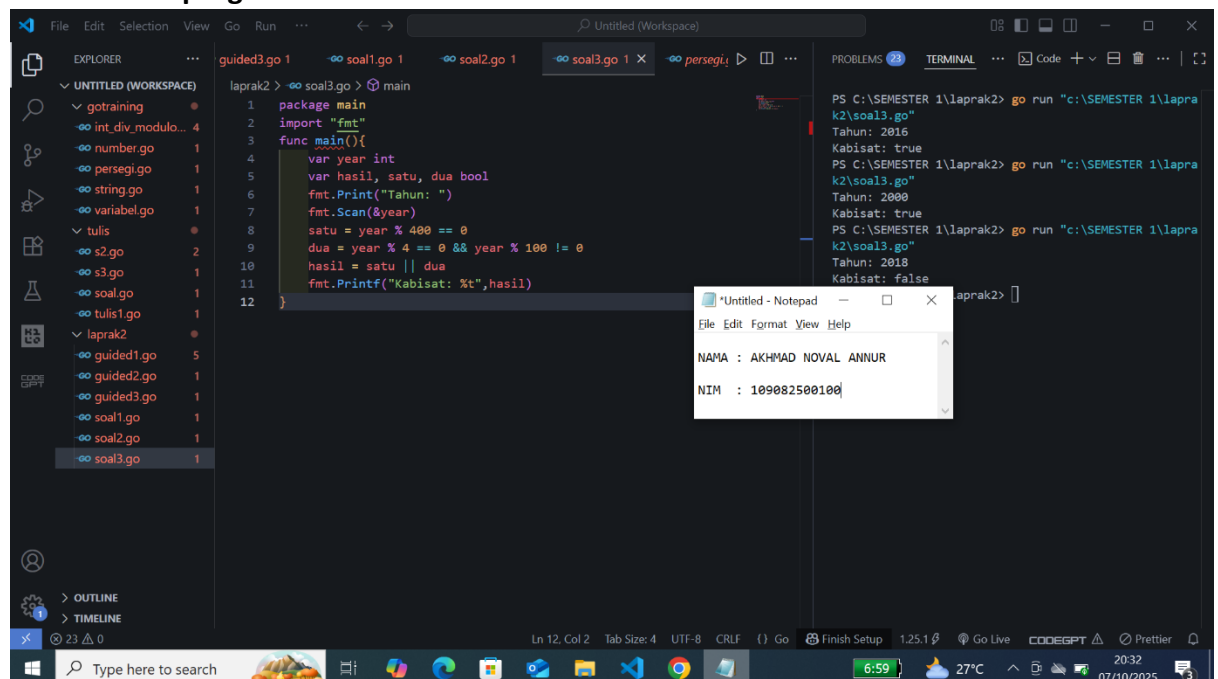 File Edit Selection View Go Run ··· Untitled (Workspace)
EXPLORER ···
UNTITLED (WORKSPACE)
gotraining
int_div_modulo... 4
number.go 1
persegi.go 1
string.go 1
variabel.go 1
tulis
s2.go 2
s3.go 1
soal.go 1
tulis1.go 1
laprak2
guided1.go 5
guided2.go 1
guided3.go 1
soal1.go 1
soal2.go 1
soal3.go 1
OUTLINE
TIMELINE
guided3.go 1 soal1.go 1 soal2.go 1 soal3.go 1 persegi.
laprak2 > soal3.go > main
1 package main
2 import "fmt"
3 func main(){
4 var year int
5 var hasil, satu, dua bool
6 fmt.Print("Tahun: ")
7 fmt.Scan(&year)
8 satu = year % 400 == 0
9 dua = year % 4 == 0 && year % 100 != 0
10 hasil = satu || dua
11 fmt.Printf("Kabisat: %t",hasil)
12 }
PROBLEMS 23 TERMINAL ··· Code
PS C:\SEMESTER 1\laprak2> go run "c:\SEMESTER 1\lapra
k2\soal3.go"
Tahun: 2016
Kabisat: true
PS C:\SEMESTER 1\laprak2> go run "c:\SEMESTER 1\lapra
k2\soal3.go"
Tahun: 2000
Kabisat: true
PS C:\SEMESTER 1\laprak2> go run "c:\SEMESTER 1\lapra
k2\soal3.go"
Tahun: 2018
Kabisat: false
laprak2>
*Untitled - Notepad
File Edit Format View Help
NAMA : AKHMAD NOVAL ANNUR
NIM : 109082500100
23 0 Ln 12, Col 2 Tab Size: 4 UTF-8 CRLF {} Go Finish Setup 1.25.1 Go Live CODEGPT Prettier
Type here to search 6:59 27°C 20:32
07/10/2025